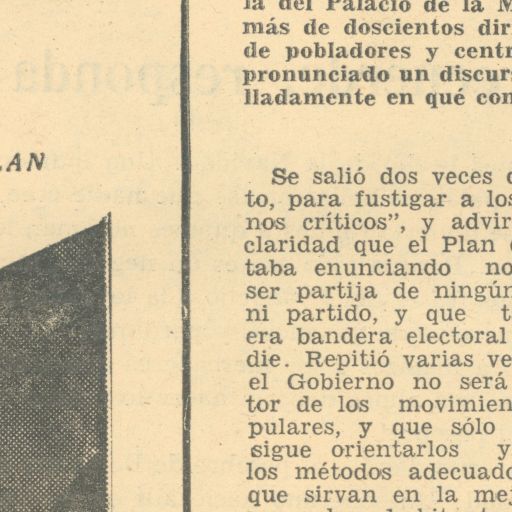 LAN
la del Palacio de la M
más de doscientos dir
de pobladores y centr
pronunciado un discurs
lladamente en qué con
Se salió dos veces d
to, para fustigar a los
nos críticos", y advir
claridad que el Plan
taba enunciando no
ser partija de ningún
ni partido, y que t
era bandera electoral
die. Repitió varias ve
el Gobierno no será
tor de los movimien
pulares, y que sólo
sigue orientarlos y
los métodos adecuado
que sirvan en la mej